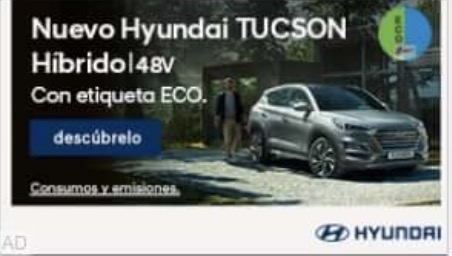 Nuevo Hyundai TUCSON
Híbrido|48V
Con etiqueta ECO.
descúbrelo
Consumos y emisiones.
HYUNDAI
AD